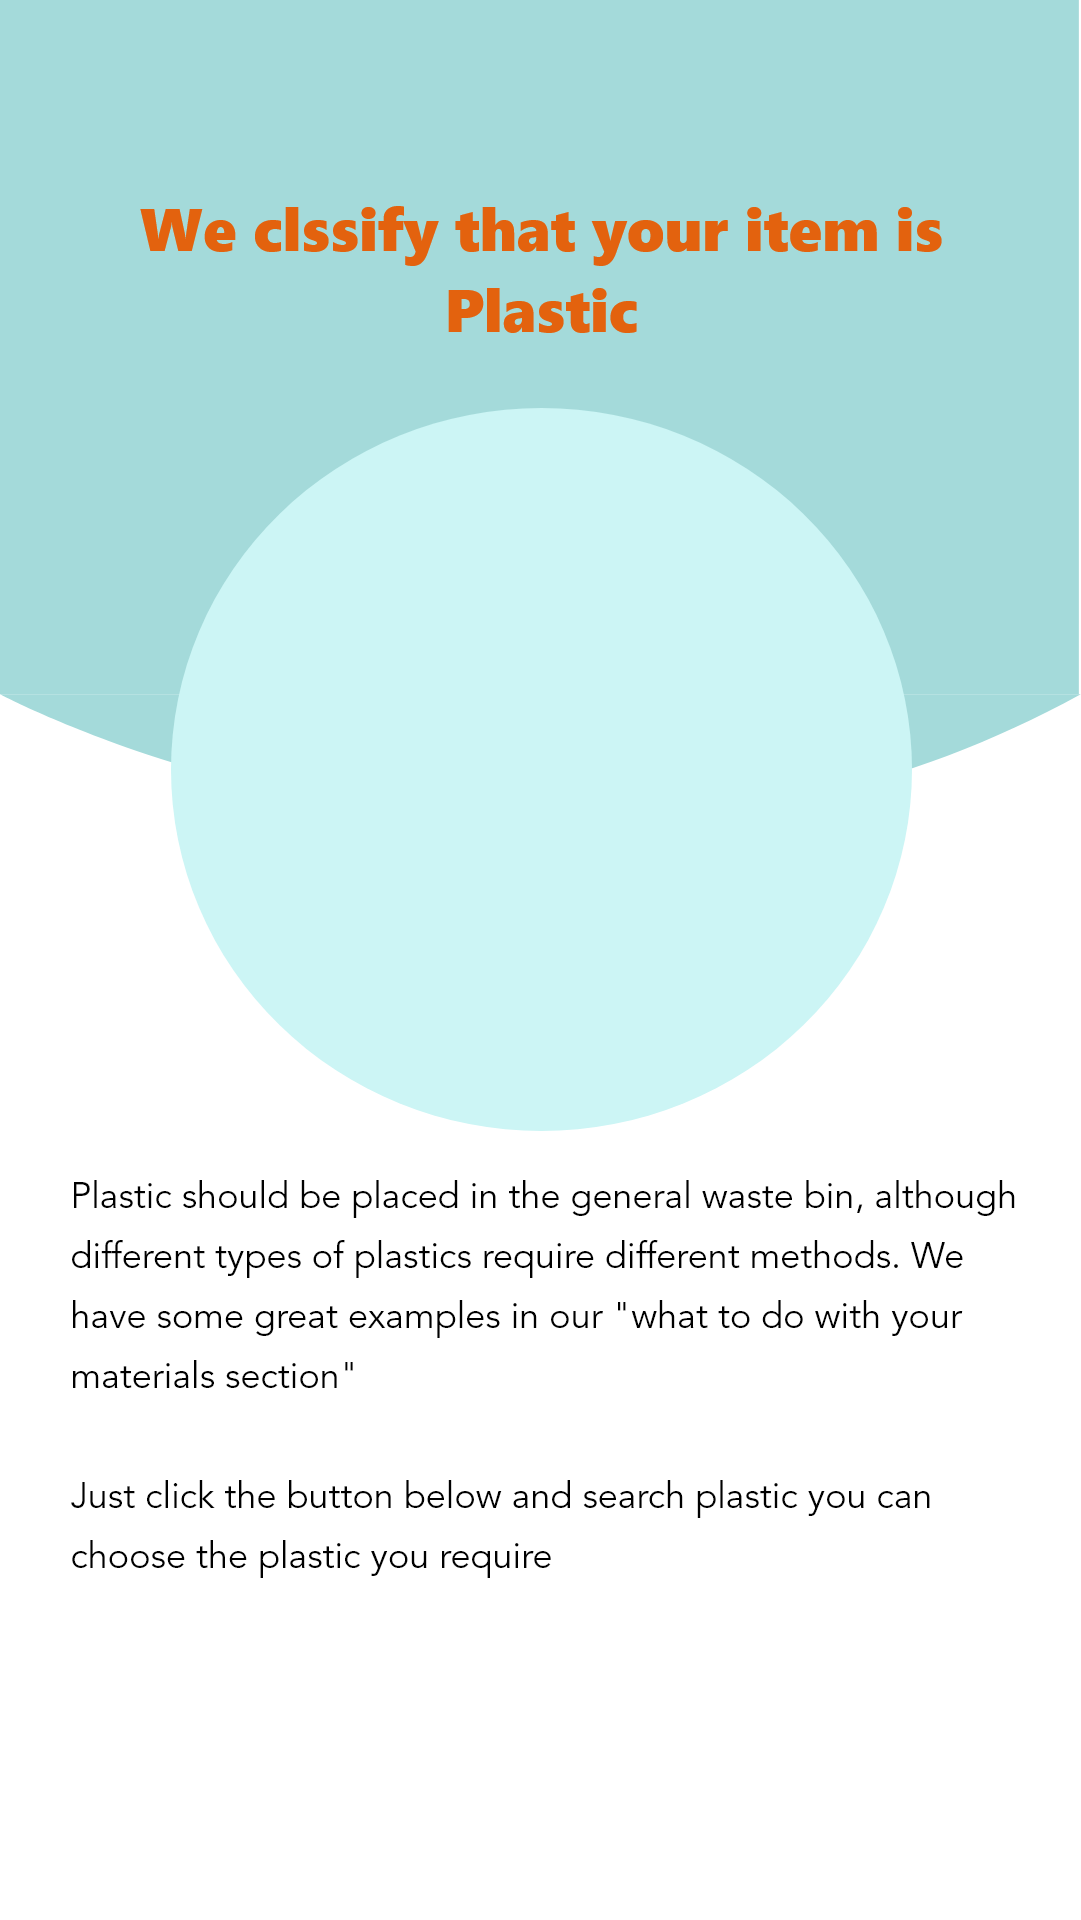 We clssify that your item is
Plastic
Plastic should be placed in the general waste bin, although
different types of plastics require different methods. We
have some great examples in our "what to do with your
materials section"
Just click the button below and search plastic you can
choose the plastic you require